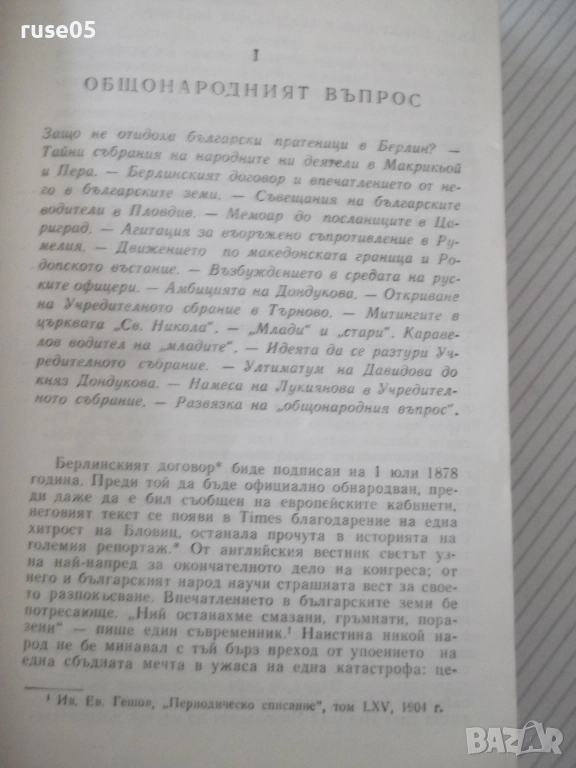 ruse05
I
ОБЩОНАРОДНИЯТ ВЪПРОС
Защо не отидоха български пратеници в Берлин? —
Тайни събрания на народните ни дейтели в Макрикьой
и Пера. — Берлинският договор и впечатлението от не-
го в българските земи. — Съвещания на българските
водители в Пловдив. — Мемоар до посланиците в Ца-
риград. — Агитация за въоръжено съпротивление в Ру-
мелия. — Движението по македонската граница и Ро-
допското въстание. — Възбуждението в средата на рус-
ките офицери. — Амбицията на Дондукова. — Откриване
на Учредителното сбрание в Търново. — Митингите в
църквата „Св. Никола“. — „Млади“ и „стари“. Караве-
лов водител на „младите“. — Идеята да се разтури Уч-
редителното събрание. — Ултиматум на Давидова до
княз Дондукова. — Намеса на Лукиянова в Учредител-
ното събрание. — Развязка на „общонародния въпрос“.
Берлинският договор* биде подписан на 1 юли 1878
година. Преди той да бъде официално обнародван, пре-
ди даже да е бил съобщен на европейските кабинети,
неговият текст се появи в Times благодарение на една
хитрост на Бловиц, останала прочута в историята на
големия репортаж.* От английския вестник светът уз-
на най-напред за окончателното дело на конгреса; от
него и българският народ научи страшната вест за свое-
то разпокъсване. Впечатлението в българските земи бе
потресающе. „Ний останахме смазани, гръмнати, пора-
зени“ — пише един съвременник.¹ Наистина никой на-
род не бе минавал с тъй бърз преход от упоението на
една сбъдната мечта в ужаса на една катастрофа: це-
¹ Ив. Ев. Гешов, „Периодическо списание“, том LXV, 1904 г.
BAZAR